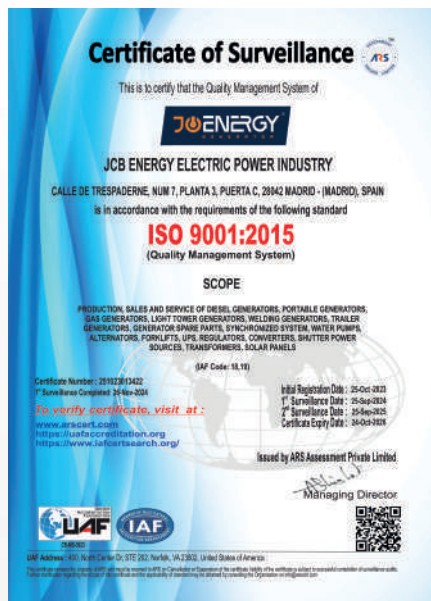 Certificate of Surveillance
ARS
This is to certify that the Quality Management System of
JCBENERGY
GENERATOR
JCB ENERGY ELECTRIC POWER INDUSTRY
CALLE DE TRESPADERNE, NUM 7, PLANTA 3, PUERTA C, 28042 MADRID - (MADRID), SPAIN
is in accordance with the requirements of the following standard
ISO 9001:2015
(Quality Management System)
SCOPE
PRODUCTION, SALES AND SERVICE OF DIESEL GENERATORS, PORTABLE GENERATORS,
GAS GENERATORS, LIGHT TOWER GENERATORS, WELDING GENERATORS, TRAILER
GENERATORS, GENERATOR SPARE PARTS, SYNCHRONIZED SYSTEM, WATER PUMPS,
ALTERNATORS, FORKLIFTS, UPS, REGULATORS, CONVERTERS, SHUTTER POWER
SOURCES, TRANSFORMERS, SOLAR PANELS
(IAF Code: 18,19)
Certificate Number : 251023013422
1st Surveillance Completed: 26-Nov-2024
To verify certificate, visit at :
www.arscert.com
https://uafaccreditation.org
https://www.iafcertsearch.org/
Initial Registration Date : 25-Oct-2023
1st Surveillance Date : 25-Sep-2024
2nd Surveillance Date : 25-Sep-2025
Certificate Expiry Date : 24-Oct-2026
Issued by ARS Assessment Private Limited
Managing Director
UAF
IAF
UAF Address : 400, North Center Dr, STE 202, Norfolk, VA 23502, United States of America